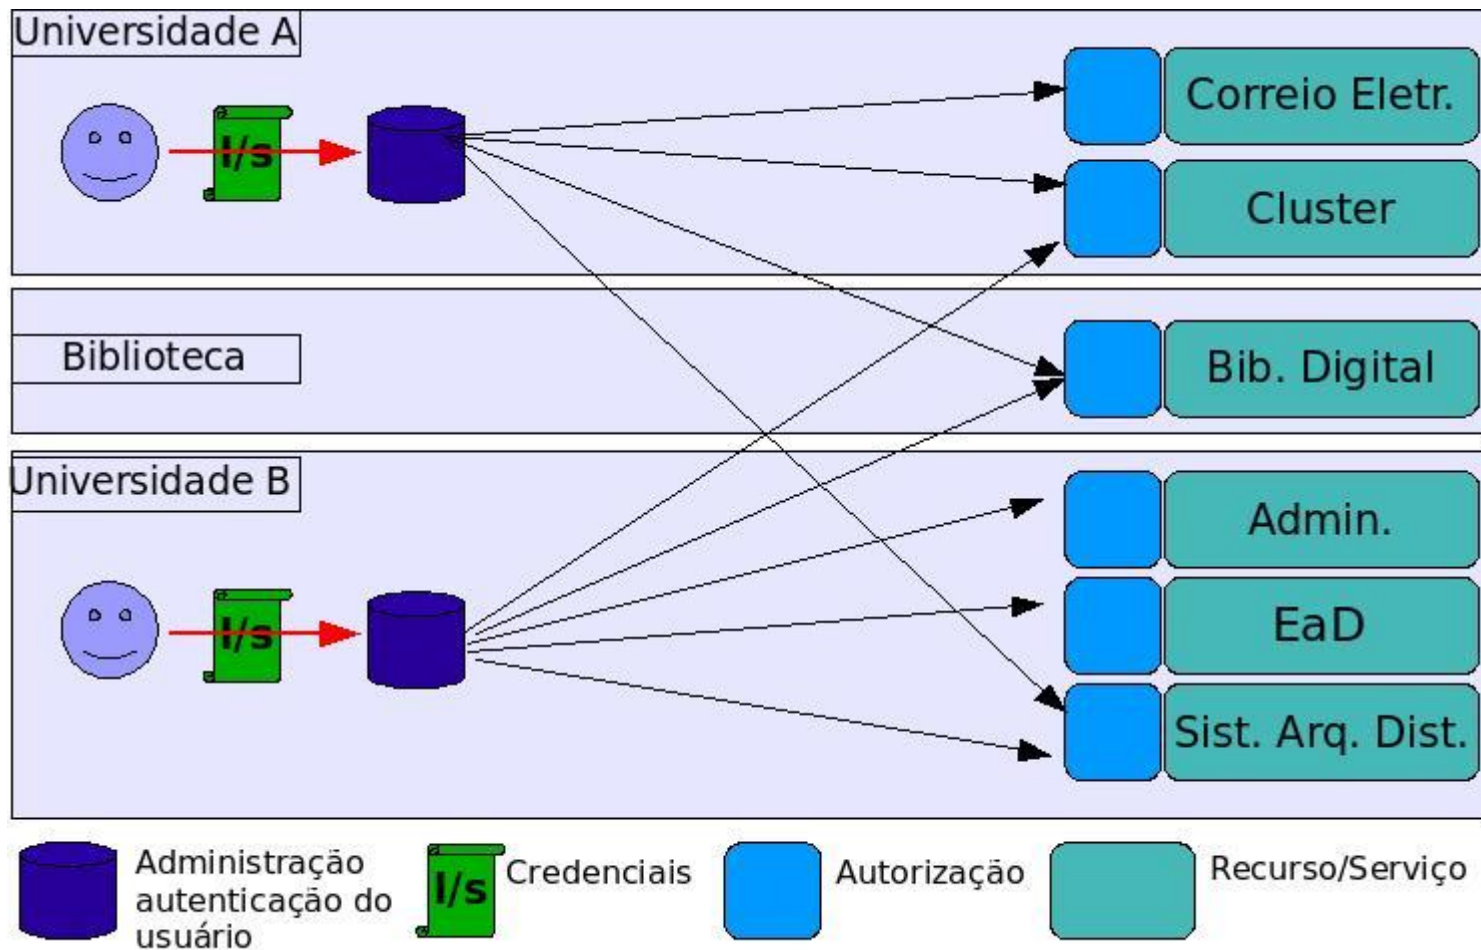 Universidade A
l/s
Correio Eletr.
Cluster
Biblioteca
Bib. Digital
Universidade B
l/s
Admin.
EaD
Sist. Arq. Dist.
Administração
autenticação do
usuário
l/s
Credenciais
Autorização
Recurso/Serviço